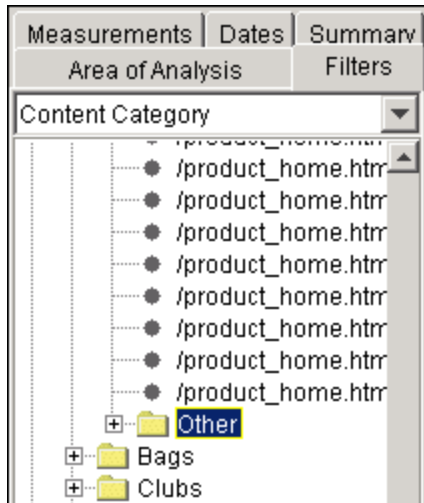 Measurements Dates Summary
Area of Analysis Filters
Content Category
/product_home.htm
/product_home.htm
/product_home.htm
/product_home.htm
/product_home.htm
/product_home.htm
/product_home.htm
/product_home.htm
/product_home.htm
Other
Bags
Clubs